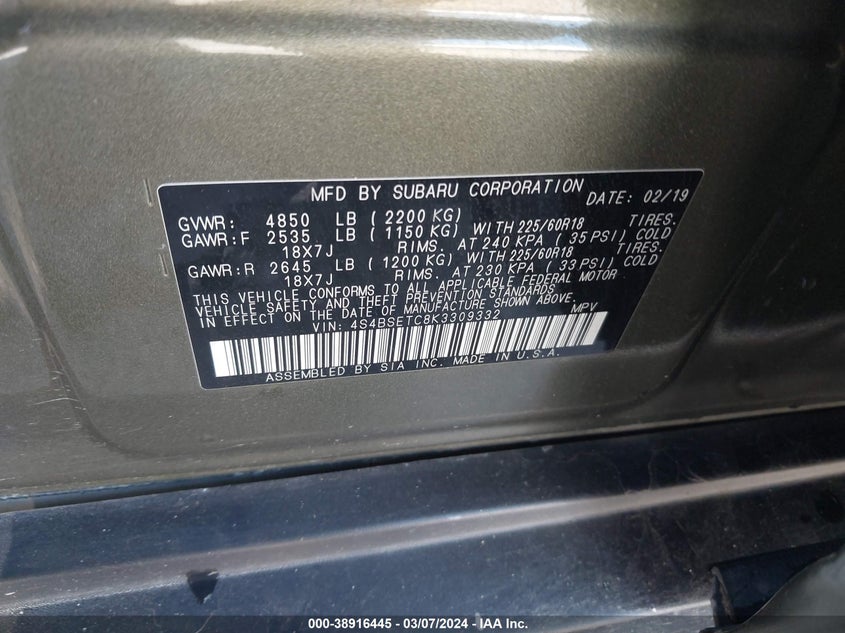 MFD BY SUBARU CORPORATION DATE: 02/19
GVWR: 4850 LB (2200 KG)
GAWR:F 2535 LB (1150 KG) WITH 225/60R18 TIRES.
18X7J RIMS. AT 240 KPA (35 PSI) COLD
GAWR:R 2645 LB (1200 KG) WITH 225/60R18 TIRES.
18X7J RIMS. AT 230 KPA (33 PSI) COLD.
THIS VEHICLE CONFORMS TO ALL APPLICABLE FEDERAL MOTOR
VEHICLE SAFETY AND THEFT PREVENTION STANDARDS
IN EFFECT ON THE DATE OF MANUFACTURE SHOWN ABOVE.
VIN: 4S4BSETC8K3309332 MPV
ASSEMBLED BY SIA INC. MADE IN U.S.A.
000-38916445 - 03/07/2024 - IAA Inc.